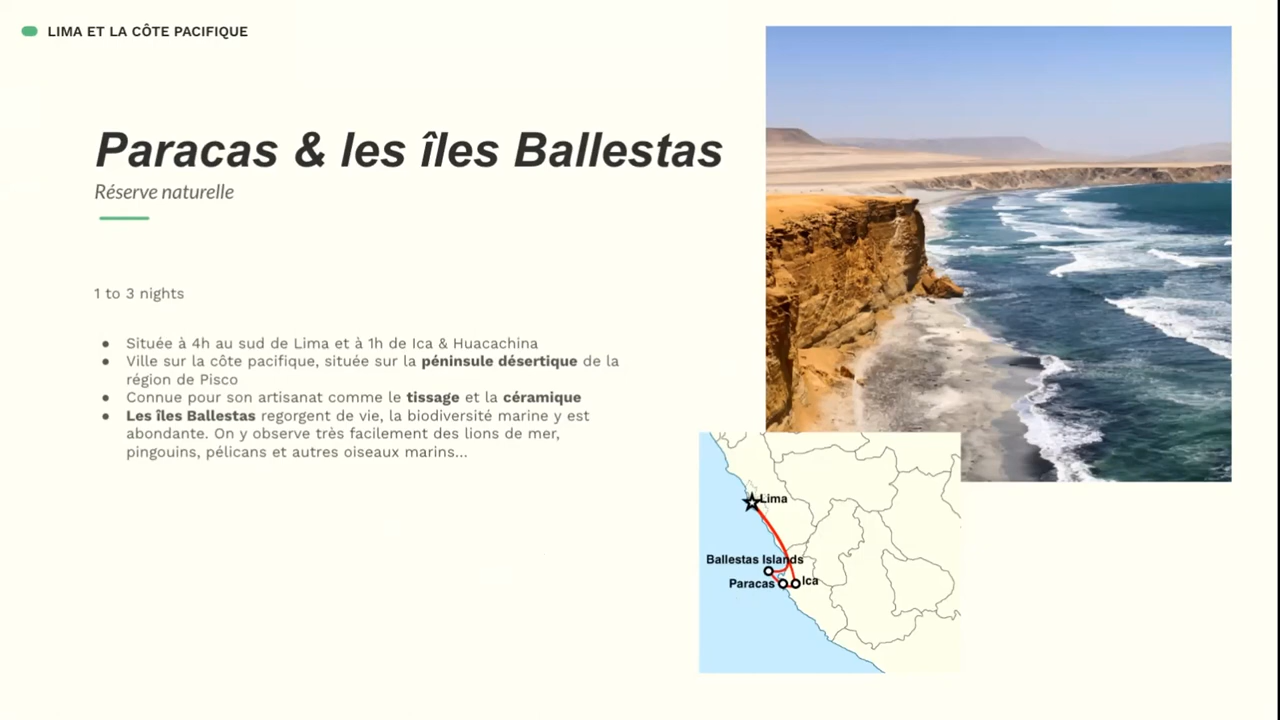 LIMA ET LA CÔTE PACIFIQUE
Paracas & les îles Ballestas
Réserve naturelle
1 to 3 nights
● Située à 4h au sud de Lima et à 1h de Ica & Huacachina
● Ville sur la côte pacifique, située sur la péninsule désertique de la
région de Pisco
● Connue pour son artisanat comme le tissage et la céramique
● Les îles Ballestas regorgent de vie, la biodiversité marine y est
abondante. On y observe très facilement des lions de mer,
pingouins, pélicans et autres oiseaux marins...
Lima
Ballestas Islands
Paracas
Ica